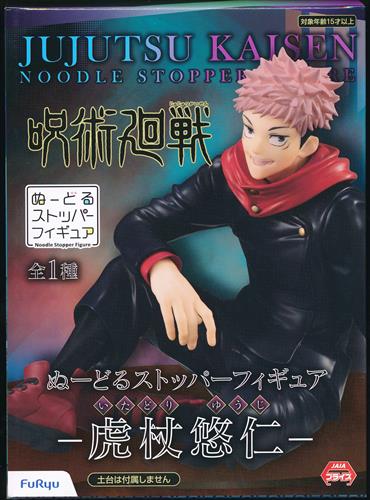 対象年齢15才以上
JUJUTSU KAISEN
NOODLE STOPPER
じゅじゅつかいせん
呪術廻戦
ぬーどる
ストッパー
フィギュア
Noodle Stopper Figure
全1種
ぬーどるストッパーフィギュア
いたどり ゆうじ
-虎杖悠仁-
FuRyu
土台は付属しません
JAIA
プライズ